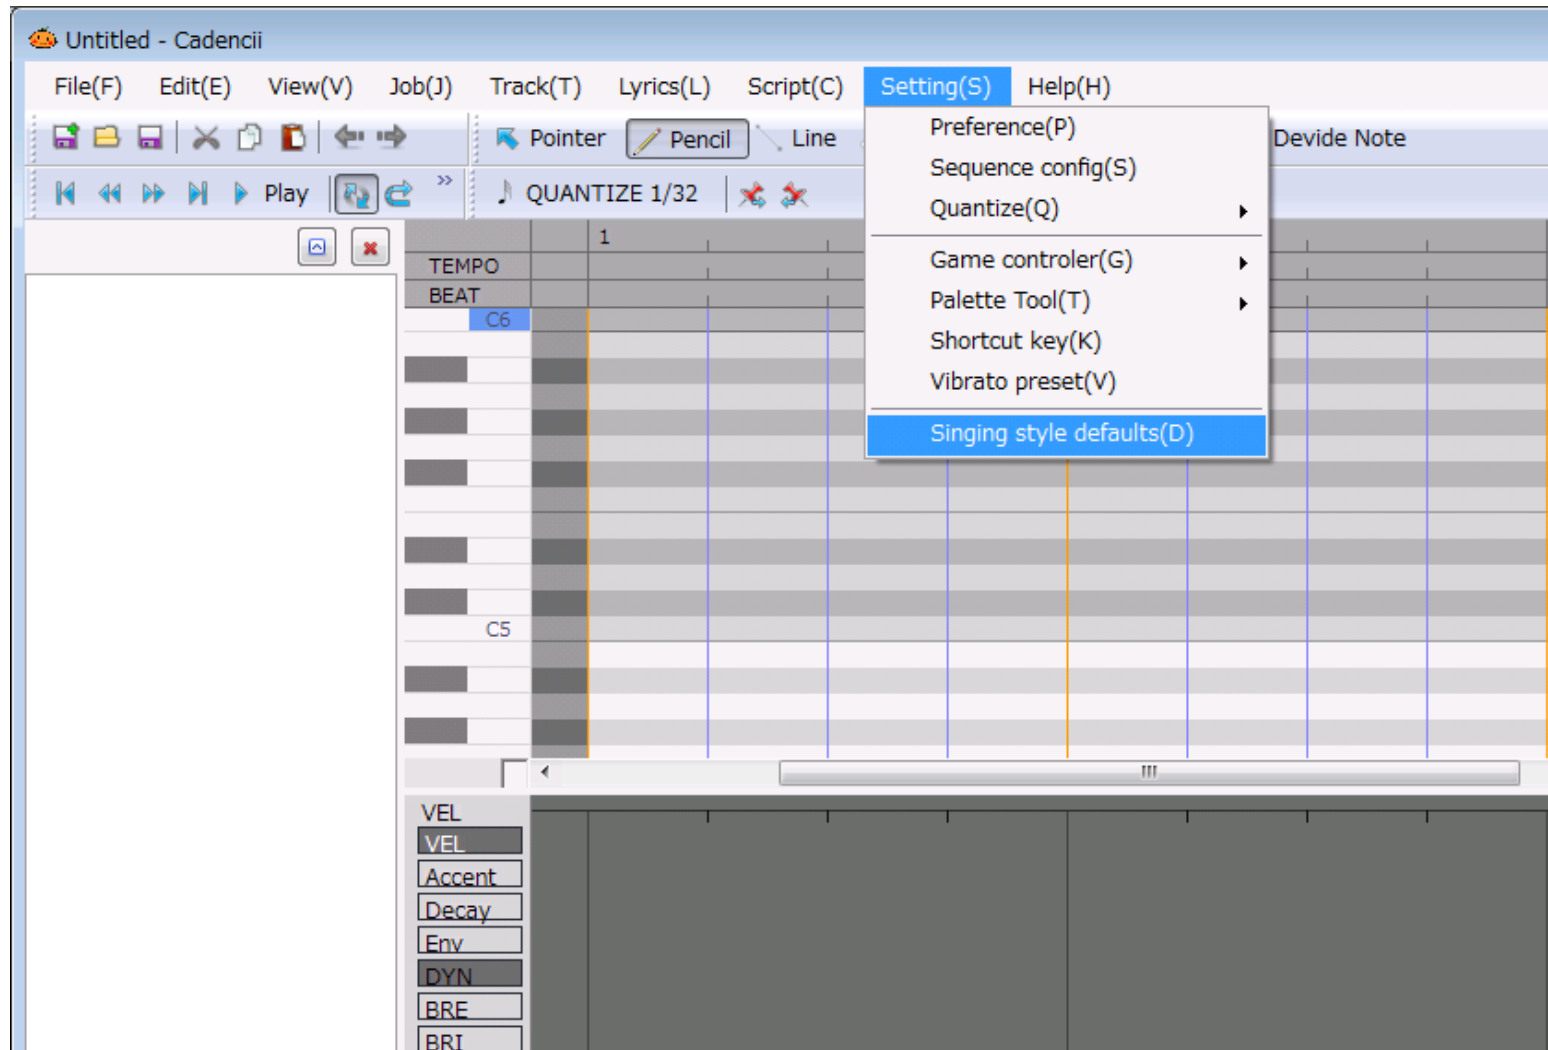 Untitled - Cadencii
File(F) Edit(E) View(V) Job(J) Track(T) Lyrics(L) Script(C) Setting(S) Help(H)
Pointer Pencil Line Devide Note
Play QUANTIZE 1/32
Preference(P)
Sequence config(S)
Quantize(Q)
Game controler(G)
Palette Tool(T)
Shortcut key(K)
Vibrato preset(V)
Singing style defaults(D)
1
TEMPO
BEAT
C6
C5
VEL
VEL
Accent
Decay
Env
DYN
BRE
BRI